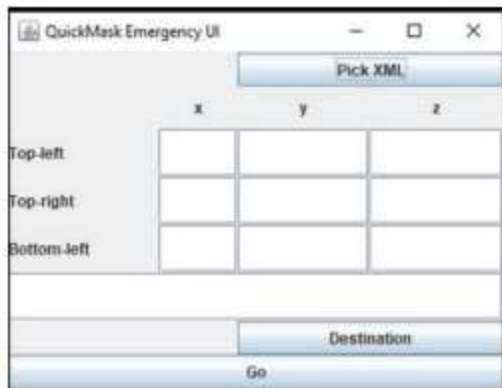 QuickMask Emergency UI
Pick XML
x y z
Top-left
Top-right
Bottom-left
Destination
Go